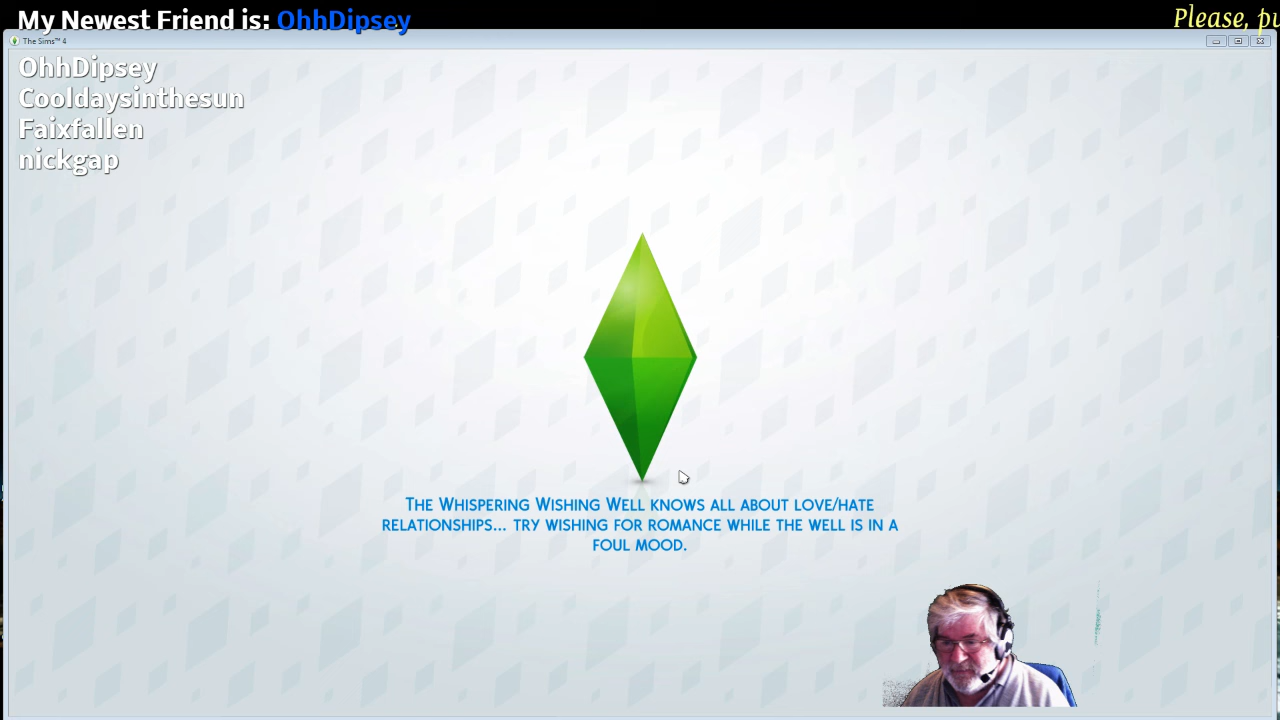 My Newest Friend is: OhhDipsey
Please, pu
The Sims™ 4
OhhDipsey
Cooldaysinthesun
Faixfallen
nickgap
The Whispering Wishing Well knows all about love/hate
relationships... try wishing for romance while the well is in a
foul mood.